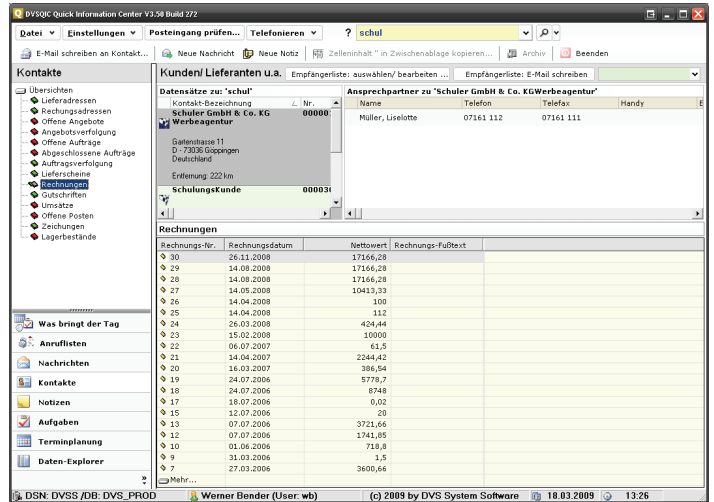 DVSQIC Quick Information Center V3.50 Build 272
Datei Einstellungen Posteingang prüfen... Telefonieren ? schul
E-Mail schreiben an Kontakt... Neue Nachricht Neue Notiz Zelleninhalt '' in Zwischenablage kopieren... Archiv Beenden
Kontakte
Übersichten
Lieferadressen
Rechungsadressen
Offene Angebote
Angebotsverfolgung
Offene Aufträge
Abgeschlossene Aufträge
Auftragsverfolgung
Lieferscheine
Rechnungen
Gutschriften
Umsätze
Offene Posten
Zeichungen
Lagerbestände
Was bringt der Tag
Anruflisten
Nachrichten
Kontakte
Notizen
Aufgaben
Terminplanung
Daten-Explorer
Kunden/ Lieferanten u.a. Empfängerliste: auswählen/ bearbeiten ... Empfängerliste: E-Mail schreiben
Datensätze zu: 'schul'
Kontakt-Bezeichnung Nr.
Schuler GmbH & Co. KG 00000
Werbeagentur
Gartenstrasse 11
D - 73036 Göppingen
Deutschland
Entfernung: 222 km
SchulungsKunde 00003
Ansprechpartner zu 'Schuler GmbH & Co. KGWerbeagentur'
Name Telefon Telefax Handy E
Müller, Liselotte 07161 112 07161 111
Rechnungen
Rechnungs-Nr. Rechnungsdatum Nettowert Rechnungs-Fußtext
30 26.11.2008 17166,28
29 14.08.2008 17166,28
28 14.08.2008 17166,28
27 14.05.2008 10413,33
26 14.04.2008 100
25 14.04.2008 112
24 26.03.2008 424,44
23 15.02.2008 10000
22 06.07.2007 61,5
21 14.04.2007 2244,42
20 16.03.2007 386,54
19 24.07.2006 5778,7
18 24.07.2006 8748
17 18.07.2006 0,02
15 12.07.2006 20
13 07.07.2006 3721,66
12 07.07.2006 1741,85
10 01.06.2006 718,8
9 31.03.2006 1,5
7 27.03.2006 3600,66
Mehr...
DSN: DVSS /DB: DVS_PROD Werner Bender (User: wb) (c) 2009 by DVS System Software 18.03.2009 13:26